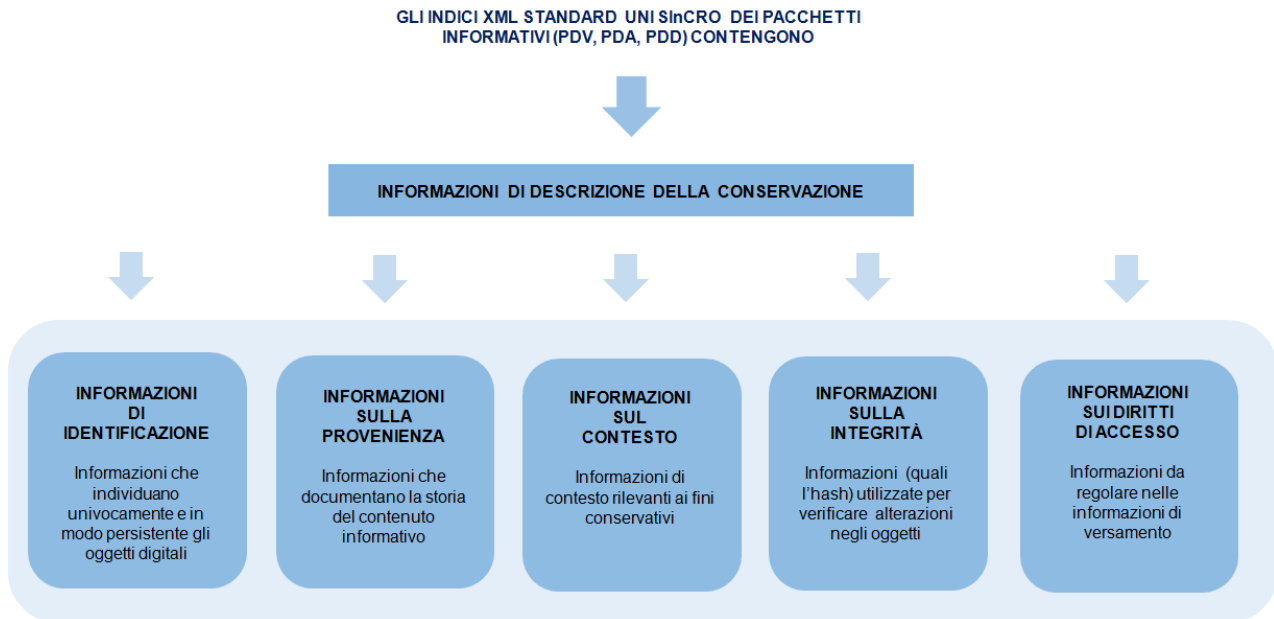 GLI INDICI XML STANDARD UNI SInCRO DEI PACCHETTI
INFORMATIVI (PDV, PDA, PDD) CONTENGONO
INFORMAZIONI DI DESCRIZIONE DELLA CONSERVAZIONE
INFORMAZIONI
DI
IDENTIFICAZIONE
Informazioni che
individuano
univocamente e in
modo persistente gli
oggetti digitali
INFORMAZIONI
SULLA
PROVENIENZA
Informazioni che
documentano la storia
del contenuto
informativo
INFORMAZIONI
SUL
CONTESTO
Informazioni di
contesto rilevanti ai fini
conservativi
INFORMAZIONI
SULLA
INTEGRITÀ
Informazioni (quali
l'hash) utilizzate per
verificare alterazioni
negli oggetti
INFORMAZIONI
SUI DIRITTI
DI ACCESSO
Informazioni da
regolare nelle
informazioni di
versamento